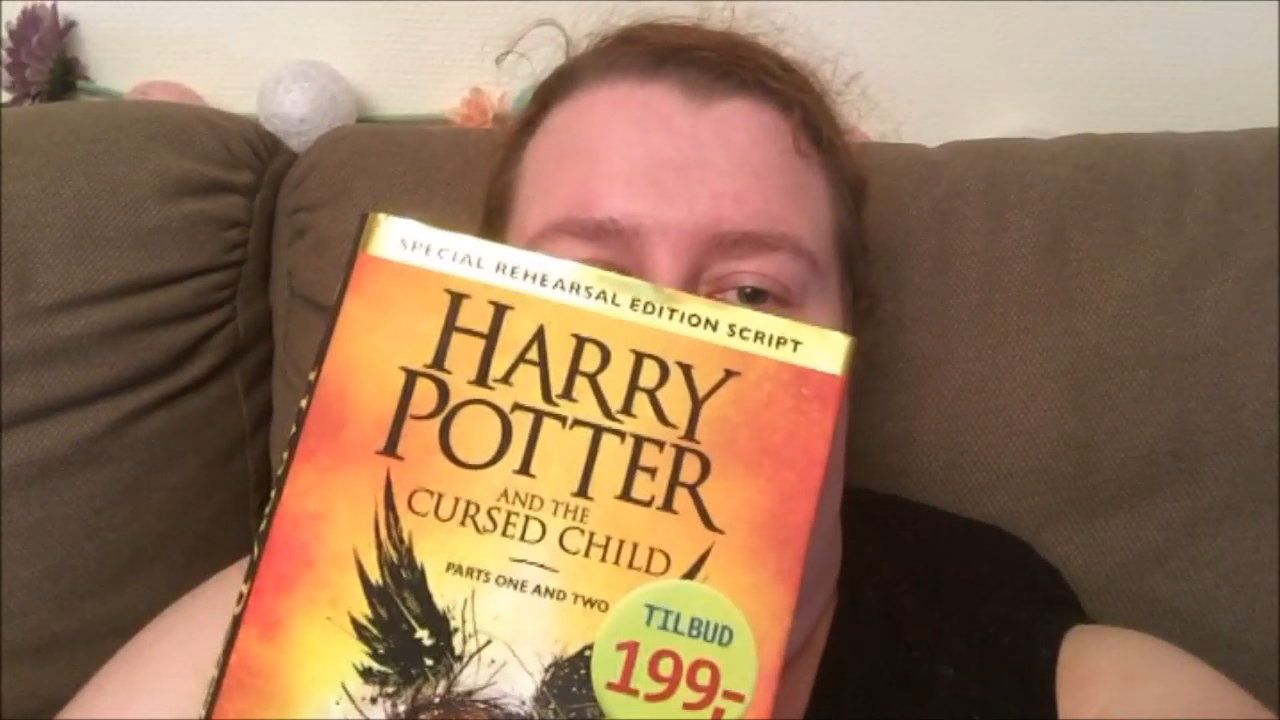 SPECIAL REHEARSAL EDITION SCRIPT
HARRY
POTTER
AND THE
CURSED CHILD
PARTS ONE AND TWO
TILBUD
199,-